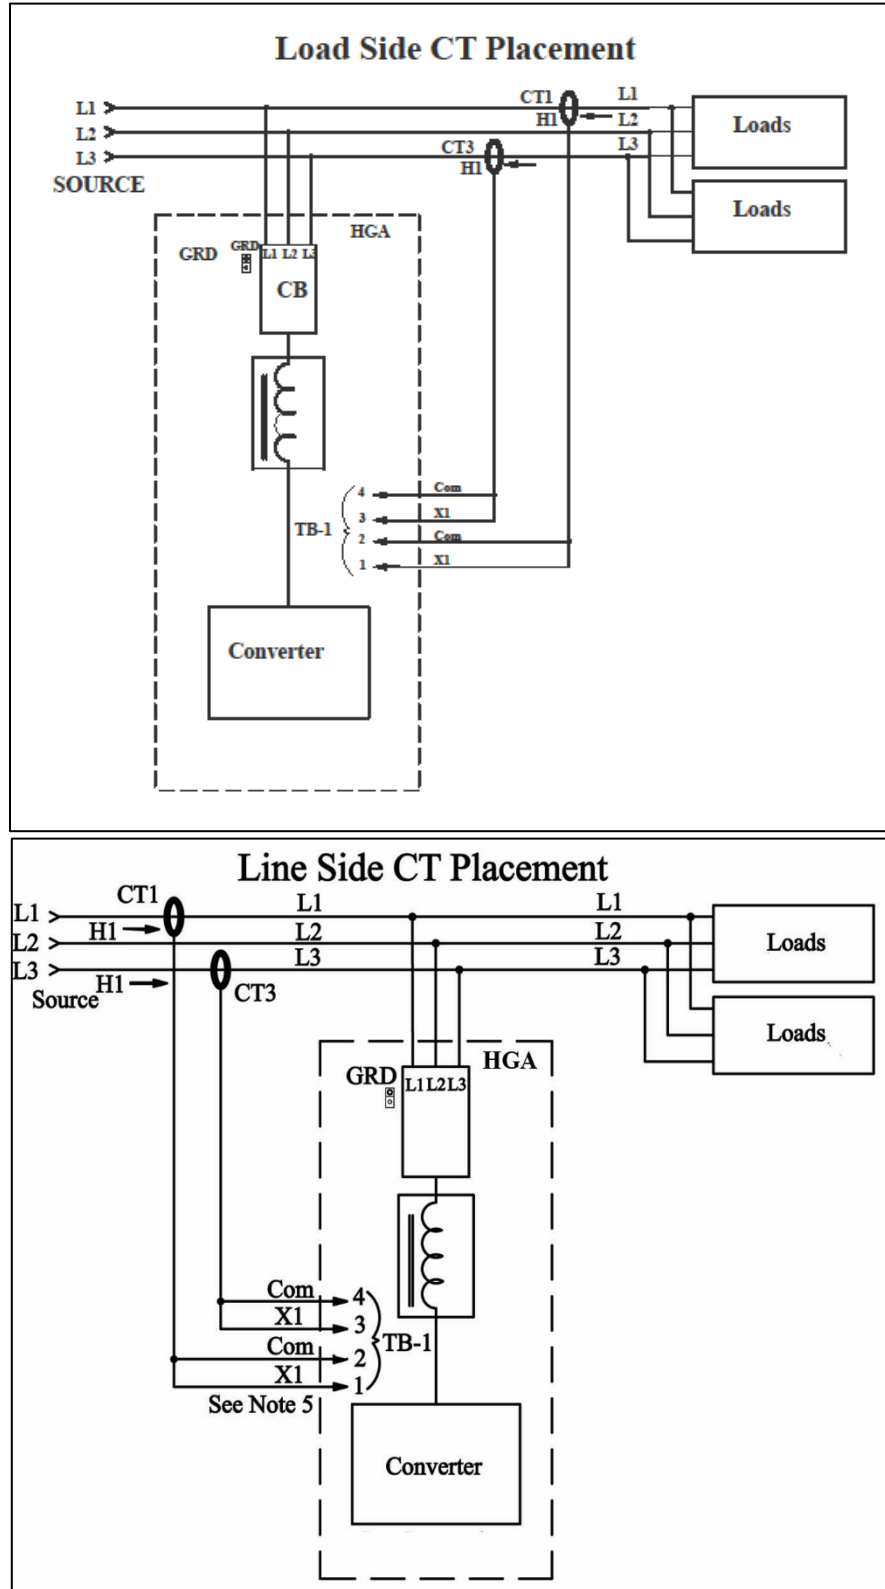 Load Side CT Placement
L1
CT1
L1
H1
L2
L2
CT3
L3
L3
H1
SOURCE
Loads
Loads
HGA
GRD
GRD
L1 L2 L3
CB
4
Com
3
X1
TB-1
2
Com
1
X1
Converter
Line Side CT Placement
CT1
L1
L1
L1
H1
L2
L2
L2
L3
L3
L3
H1
Source
CT3
Loads
Loads
HGA
GRD
L1 L2 L3
Com
4
X1
3
TB-1
Com
2
X1
1
See Note 5
Converter